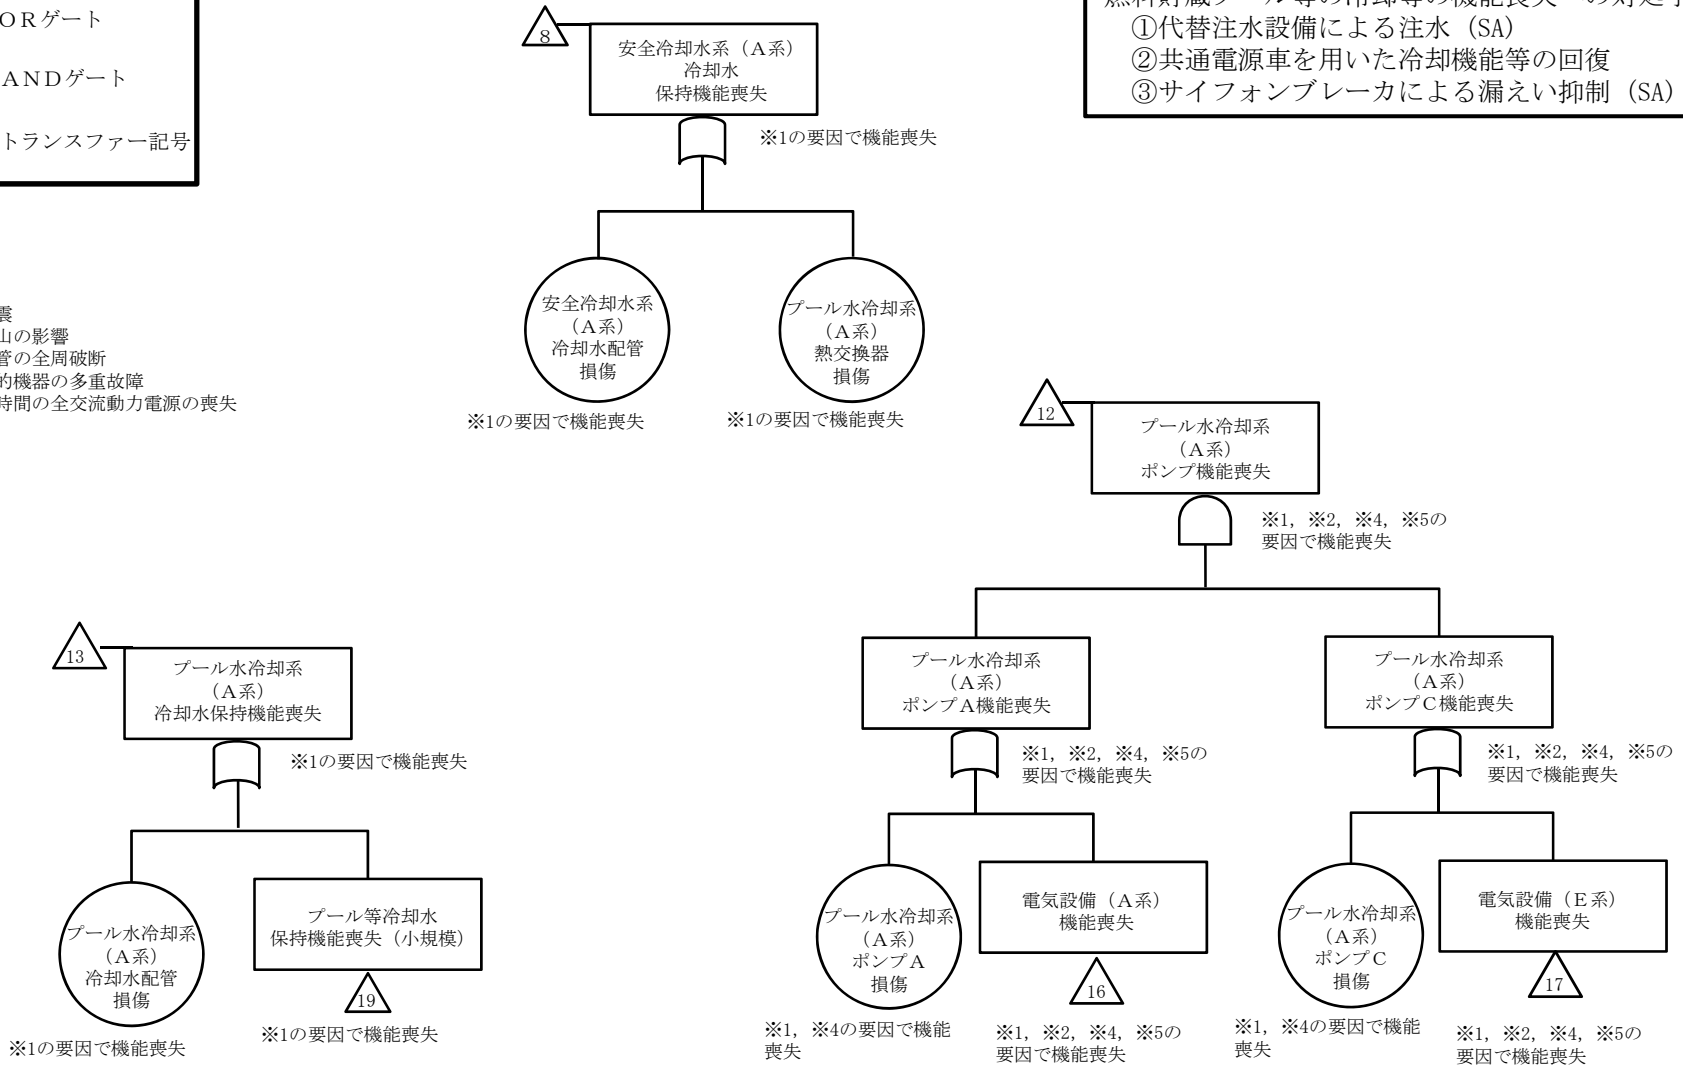 ORゲート
ANDゲート
トランスファー記号
8
安全冷却水系（A系）
冷却水
保持機能喪失
※1の要因で機能喪失
①代替注水設備による注水（SA）
②共通電源車を用いた冷却機能等の回復
③サイフォンブレーカによる漏えい抑制（SA）
震
山の影響
管の全周破断
的機器の多重故障
時間の全交流動力電源の喪失
安全冷却水系
（A系）
冷却水配管
損傷
※1の要因で機能喪失
プール水冷却系
（A系）
熱交換器
損傷
※1の要因で機能喪失
12
プール水冷却系
（A系）
ポンプ機能喪失
※1，※2，※4，※5の
要因で機能喪失
13
プール水冷却系
（A系）
冷却水保持機能喪失
※1の要因で機能喪失
プール水冷却系
（A系）
冷却水配管
損傷
※1の要因で機能喪失
プール等冷却水
保持機能喪失（小規模）
19
※1の要因で機能喪失
プール水冷却系
（A系）
ポンプA機能喪失
※1，※2，※4，※5の
要因で機能喪失
プール水冷却系
（A系）
ポンプA
損傷
※1，※4の要因で機能
喪失
電気設備（A系）
機能喪失
16
※1，※2，※4，※5の
要因で機能喪失
プール水冷却系
（A系）
ポンプC機能喪失
※1，※2，※4，※5の
要因で機能喪失
プール水冷却系
（A系）
ポンプC
損傷
※1，※4の要因で機能
喪失
電気設備（E系）
機能喪失
17
※1，※2，※4，※5の
要因で機能喪失